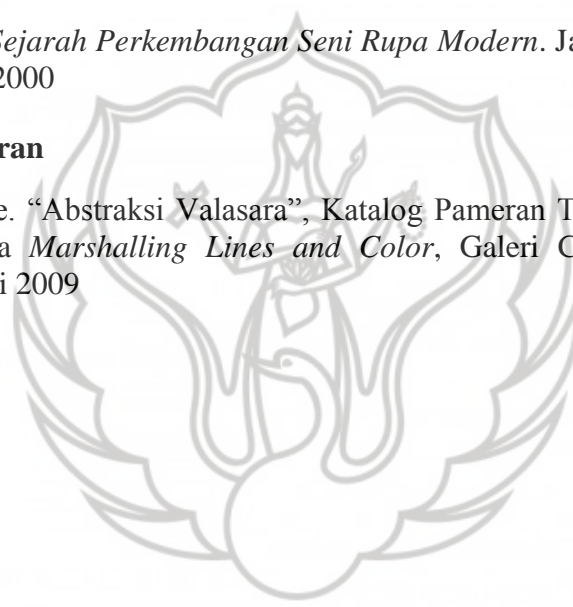 Sejarah Perkembangan Seni Rupa Modern. Ja
2000
ran
e. “Abstraksi Valasara”, Katalog Pameran T
a Marshalling Lines and Color, Galeri C
i 2009